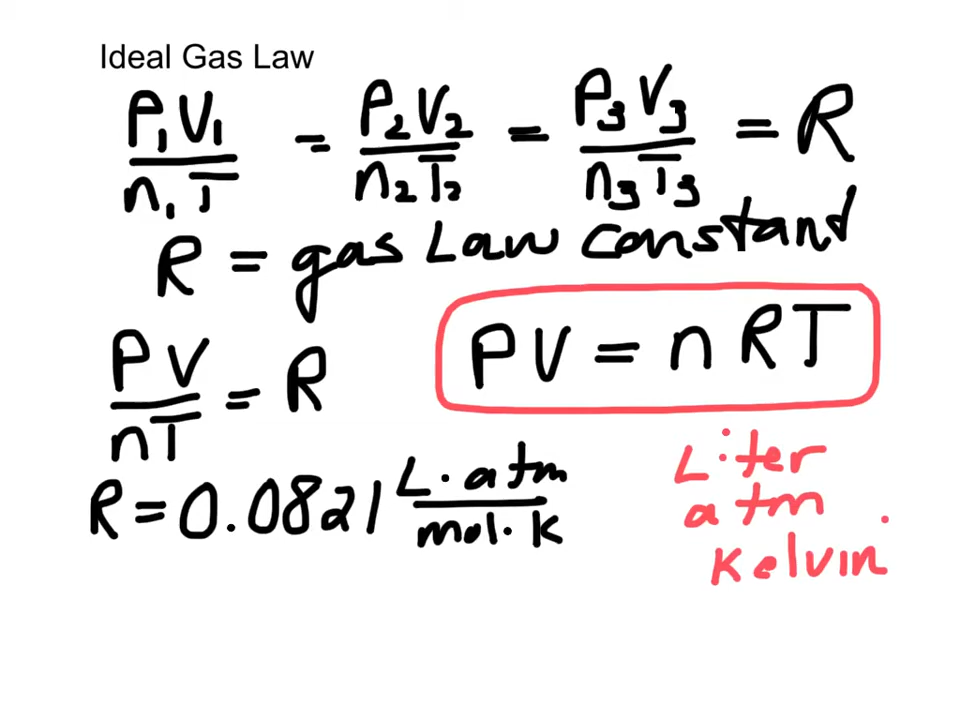 Ideal Gas Law
P₁V₁/n₁T = P₂V₂/n₂T₂ = P₃V₃/n₃T₃ = R
R = gas Law constant
PV/nT = R
PV = nRT
R = 0.0821 L·atm/mol·K
Liter
atm
Kelvin